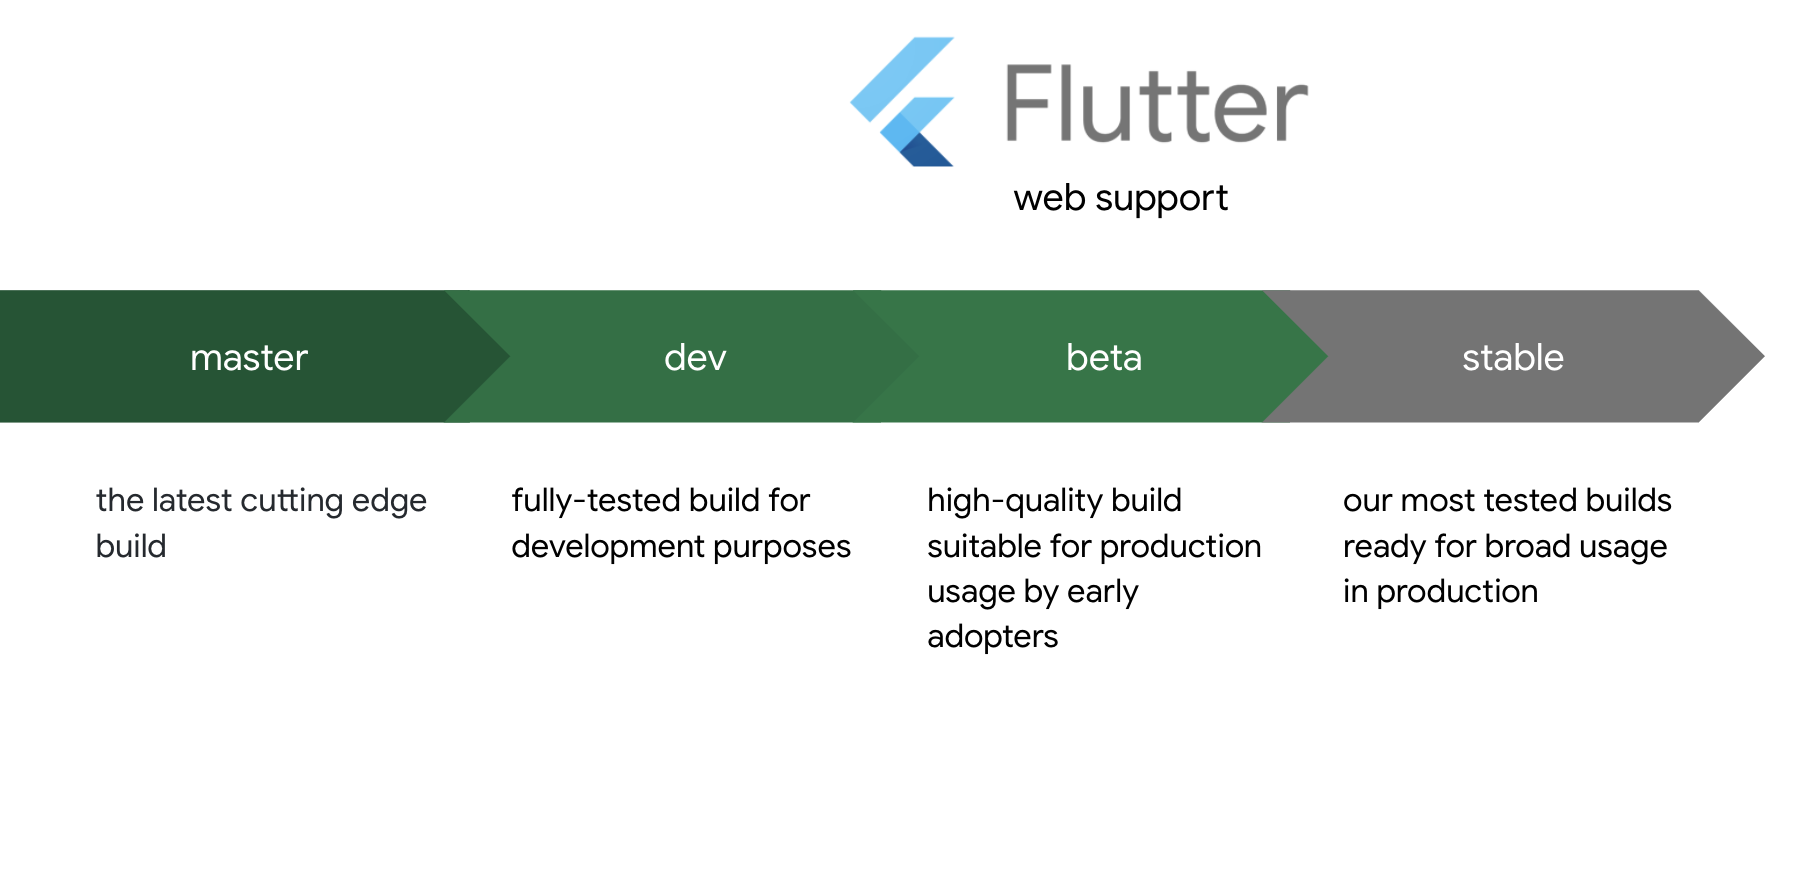 Flutter
web support
master
dev
beta
stable
the latest cutting edge
build
fully-tested build for
development purposes
high-quality build
suitable for production
usage by early
adopters
our most tested builds
ready for broad usage
in production